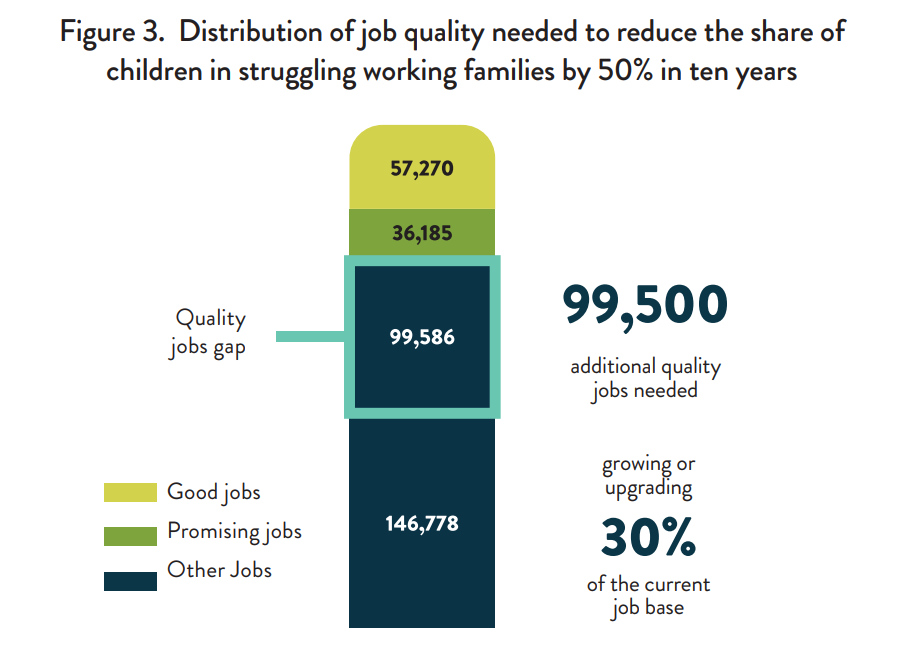 Figure 3. Distribution of job quality needed to reduce the share of
children in struggling working families by 50% in ten years
57,270
36,185
Quality
jobs gap
99,586
99,500
additional quality
jobs needed
146,778
growing or
upgrading
30%
of the current
job base
Good jobs
Promising jobs
Other Jobs